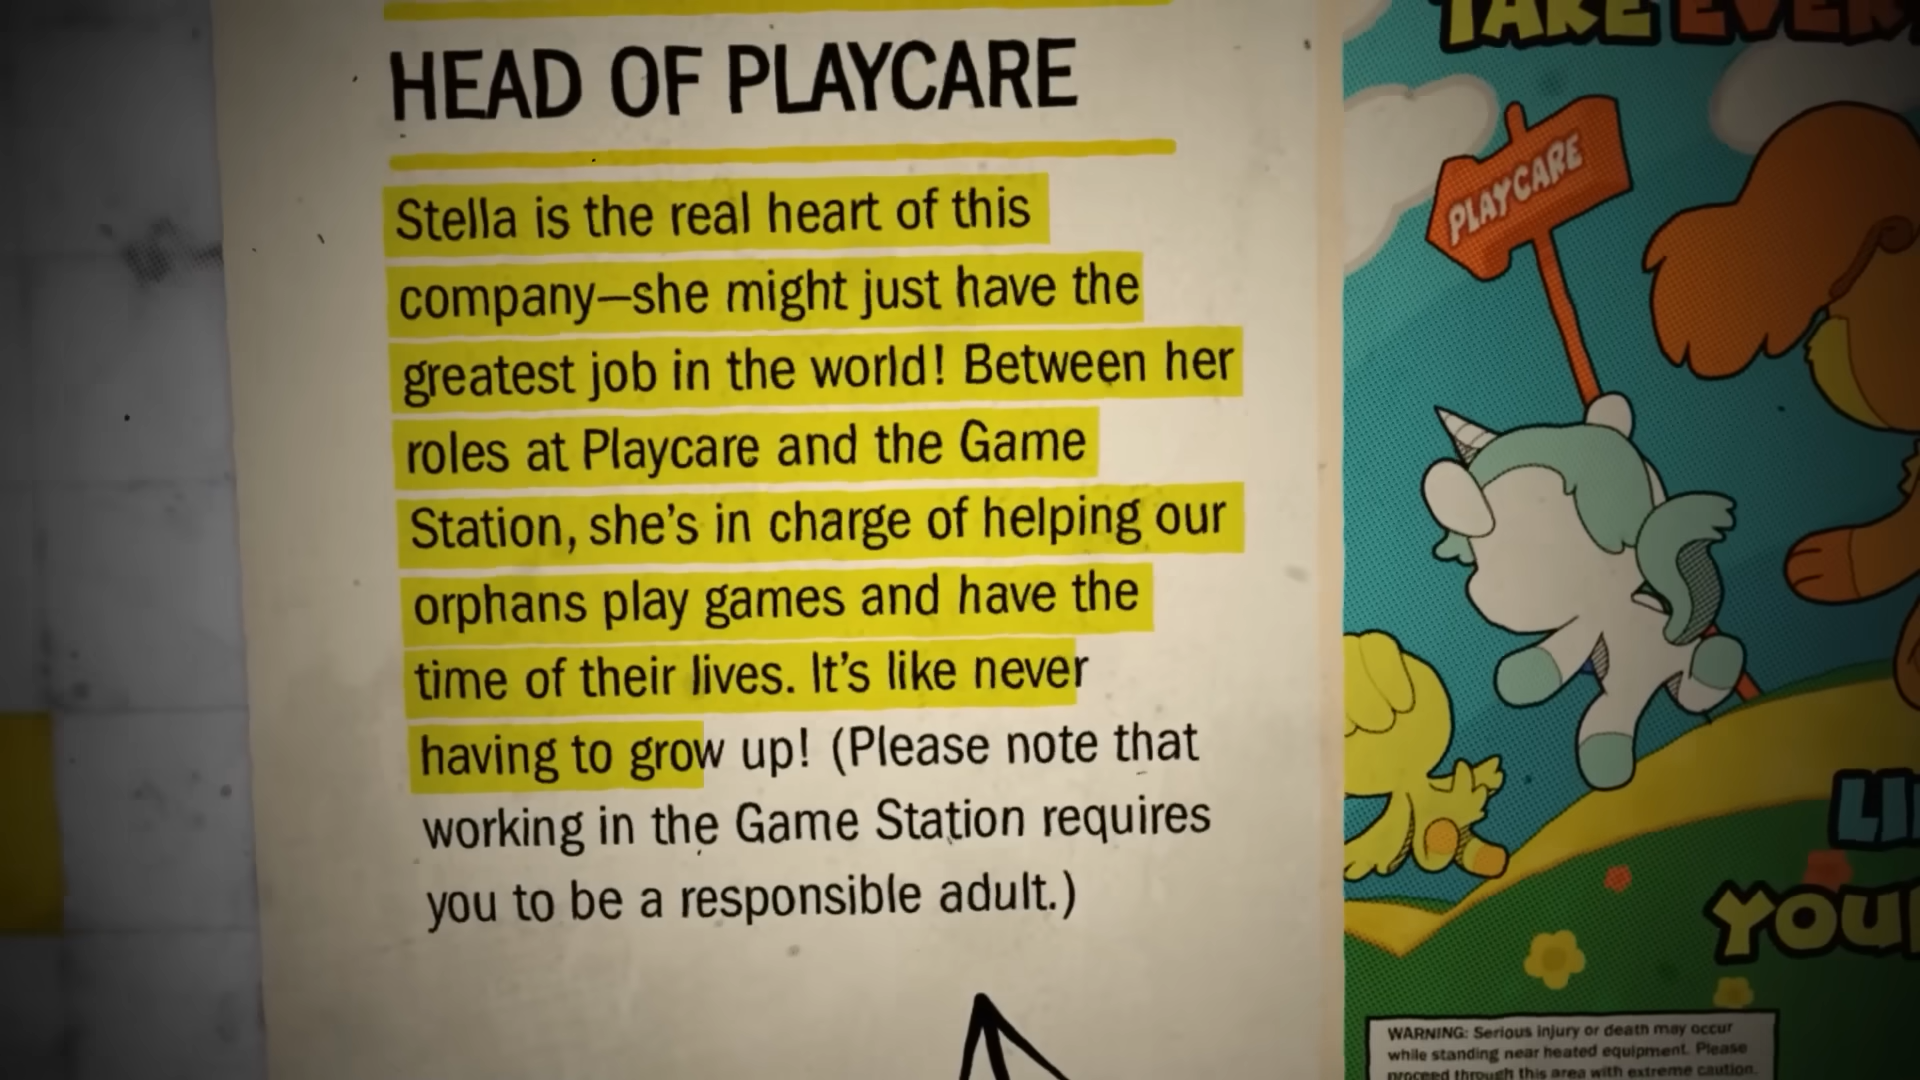 HEAD OF PLAYCARE
Stella is the real heart of this
company—she might just have the
greatest job in the world! Between her
roles at Playcare and the Game
Station, she's in charge of helping our
orphans play games and have the
time of their lives. It's like never
having to grow up! (Please note that
working in the Game Station requires
you to be a responsible adult.)
TAKE EVER
PLAYCARE
LI
YOU
WARNING: Serious injury or death may occur
while standing near heated equipment. Please
proceed through this area with extreme caution.